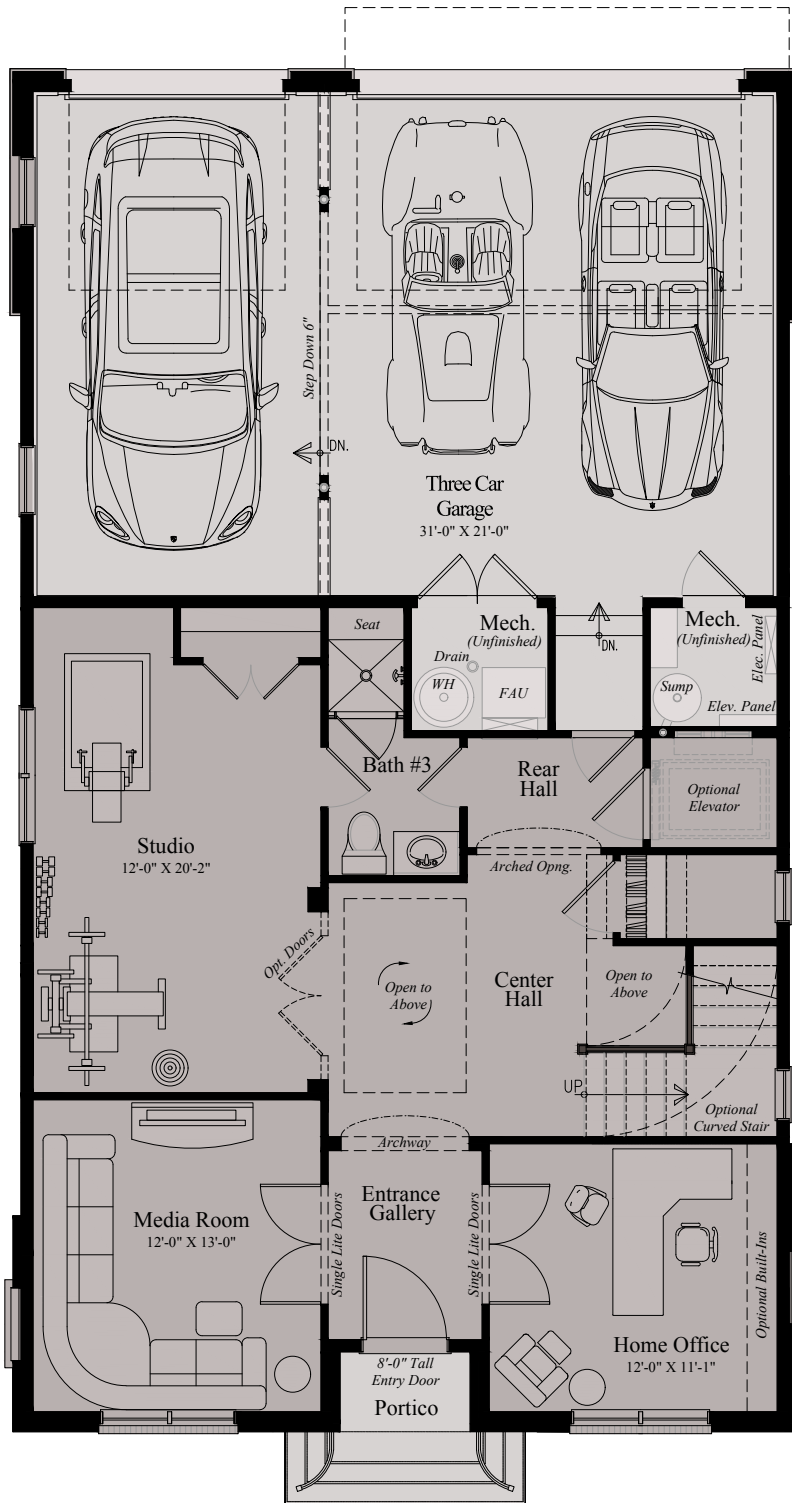 Step Down 6"
DN.
Three Car
Garage
31'-0" X 21'-0"
Seat
Mech.
(Unfinished)
Drain
WH
FAU
DN.
Mech.
(Unfinished)
Elec. Panel
Sump
Elev. Panel
Bath #3
Rear
Hall
Optional
Elevator
Studio
12'-0" X 20'-2"
Arched Opng.
Opt. Doors
Open to
Above
Center
Hall
Open to
Above
UP
Optional
Curved Stair
Archway
Media Room
12'-0" X 13'-0"
Single Lite Doors
Entrance
Gallery
Single Lite Doors
Optional Built-Ins
Home Office
12'-0" X 11'-1"
8'-0" Tall
Entry Door
Portico